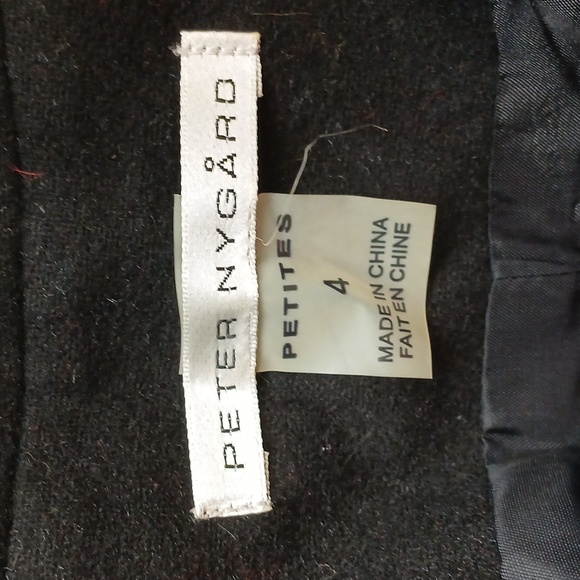 PETER NYGÅRD
PETITES
4
MADE IN CHINA
FAIT EN CHINE